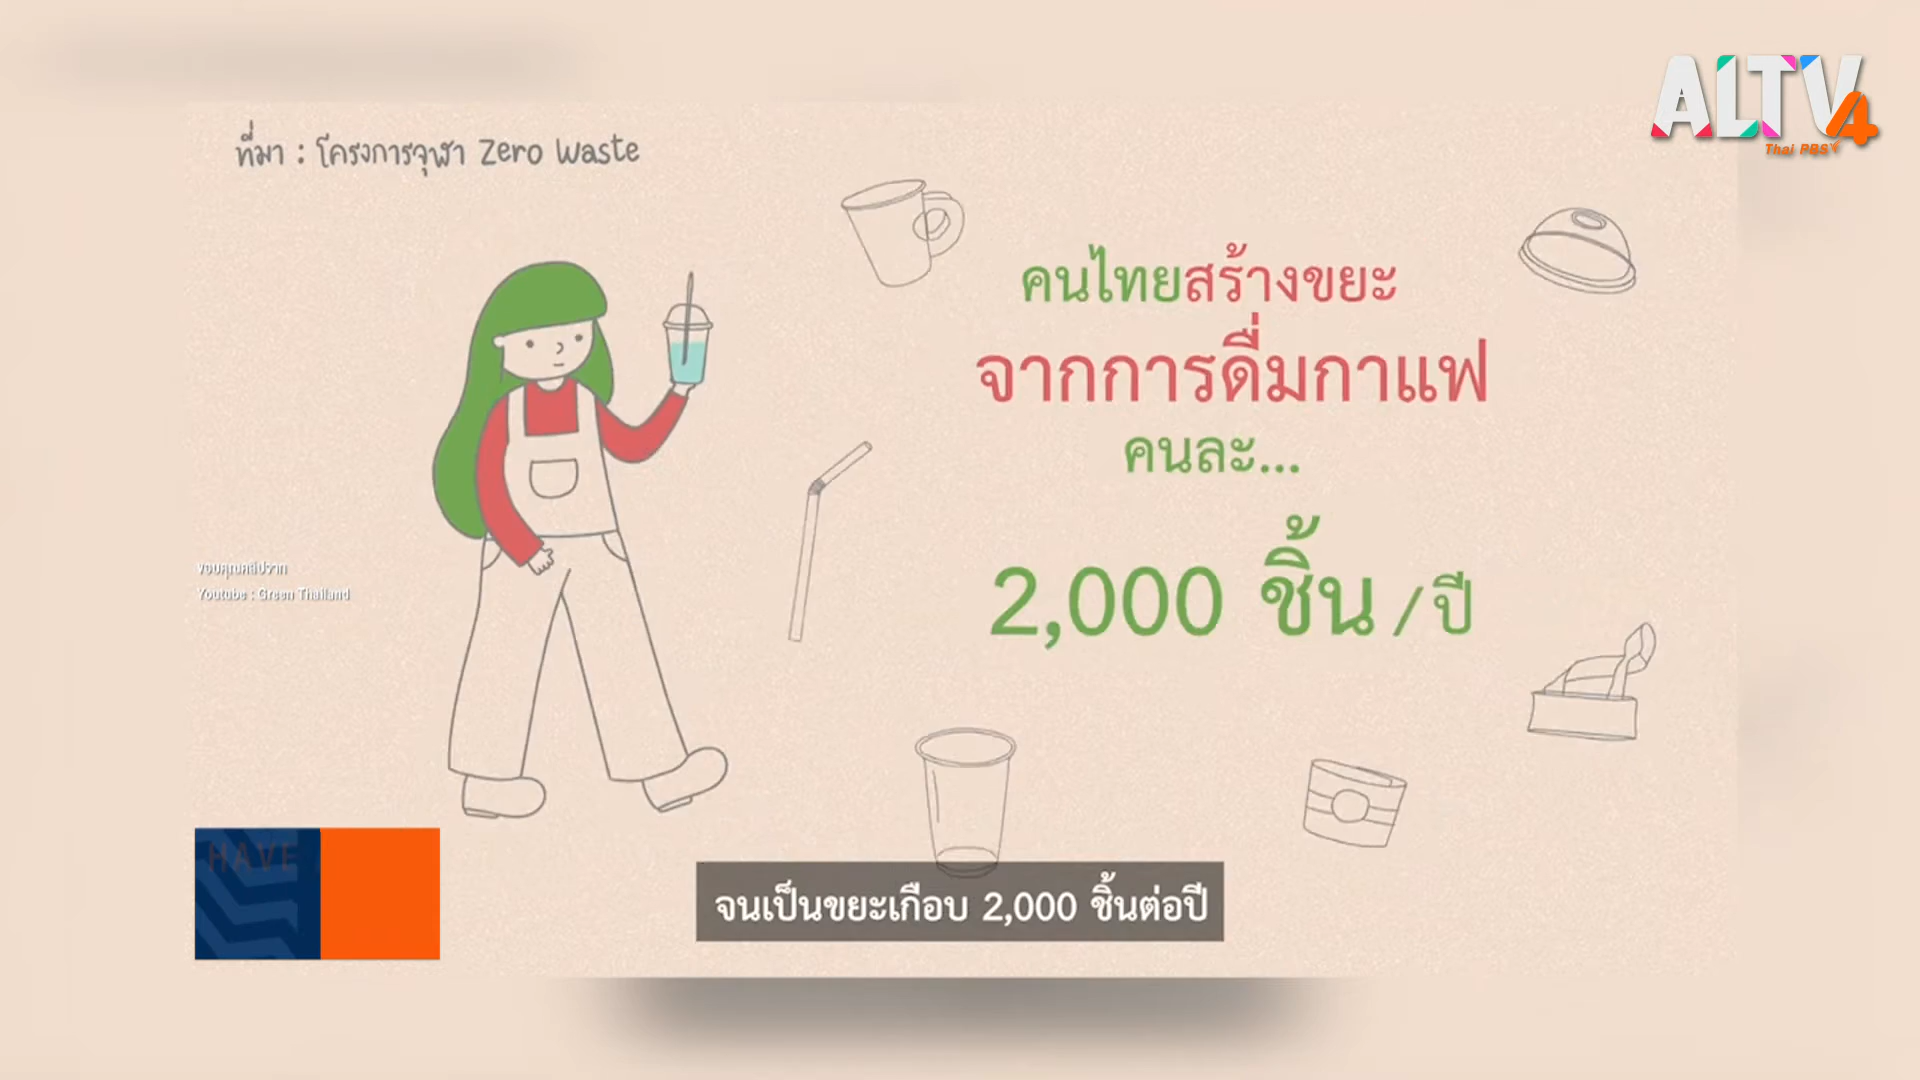 ALTV4
Thai PBS
ที่มา : โครงการจุฬา Zero Waste
คนไทยสร้างขยะ
จากการดื่มกาแฟ
คนละ...
2,000 ชิ้น / ปี
ขอบคุณคลิปจาก
Youtube : Green Thailand
HAVE
จนเป็นขยะเกือบ 2,000 ชิ้นต่อปี